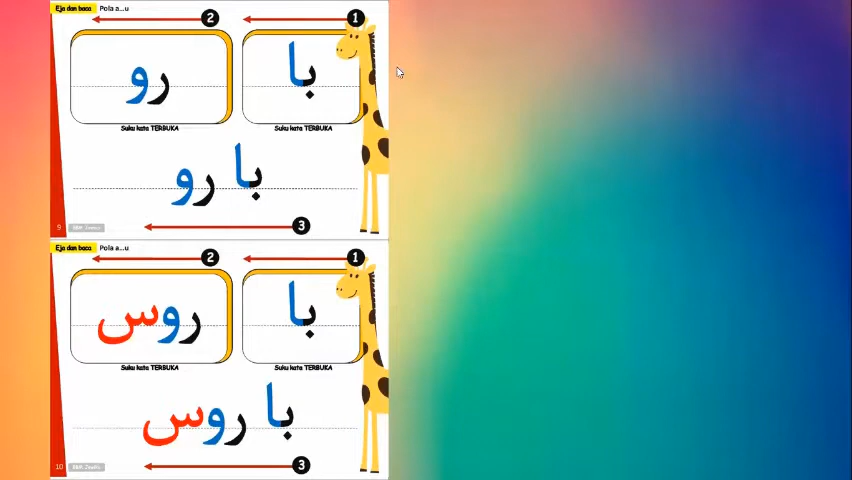 Eja dan baca Pola a...u
1 2
با رو
Suku kata TERBUKA Suku kata TERBUKA
با رو
3
9
Eja dan baca Pola a...u
1 2
با روس
Suku kata TERBUKA Suku kata TERBUKA
با روس
3
10